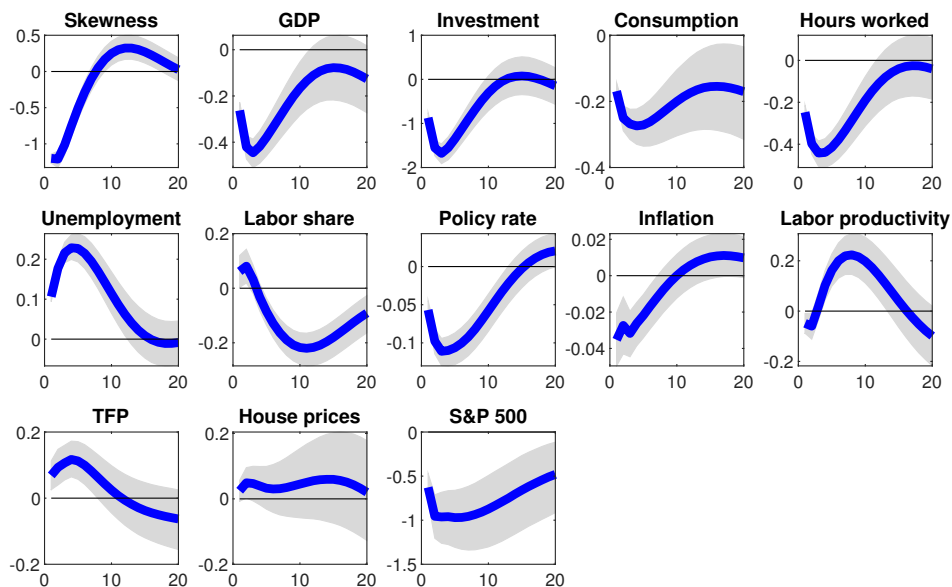 Skewness GDP Investment Consumption Hours worked
0.5 0 1 0 0
0 -0.2 0 -0.2 -0.2
-0.5 -0.4 -1 -0.4 -0.4
-1 -2
0 10 20 0 10 20 0 10 20 0 10 20 0 10 20
Unemployment Labor share Policy rate Inflation Labor productivity
0.2 0.2 0 0.02 0.2
0.1 0 -0.05 0 0
0 -0.2 -0.1 -0.02 -0.2
-0.04
0 10 20 0 10 20 0 10 20 0 10 20 0 10 20
TFP House prices S&P 500
0.2 0.2 0
0 0 -0.5
-0.2 -0.2 -1
-1.5
0 10 20 0 10 20 0 10 20